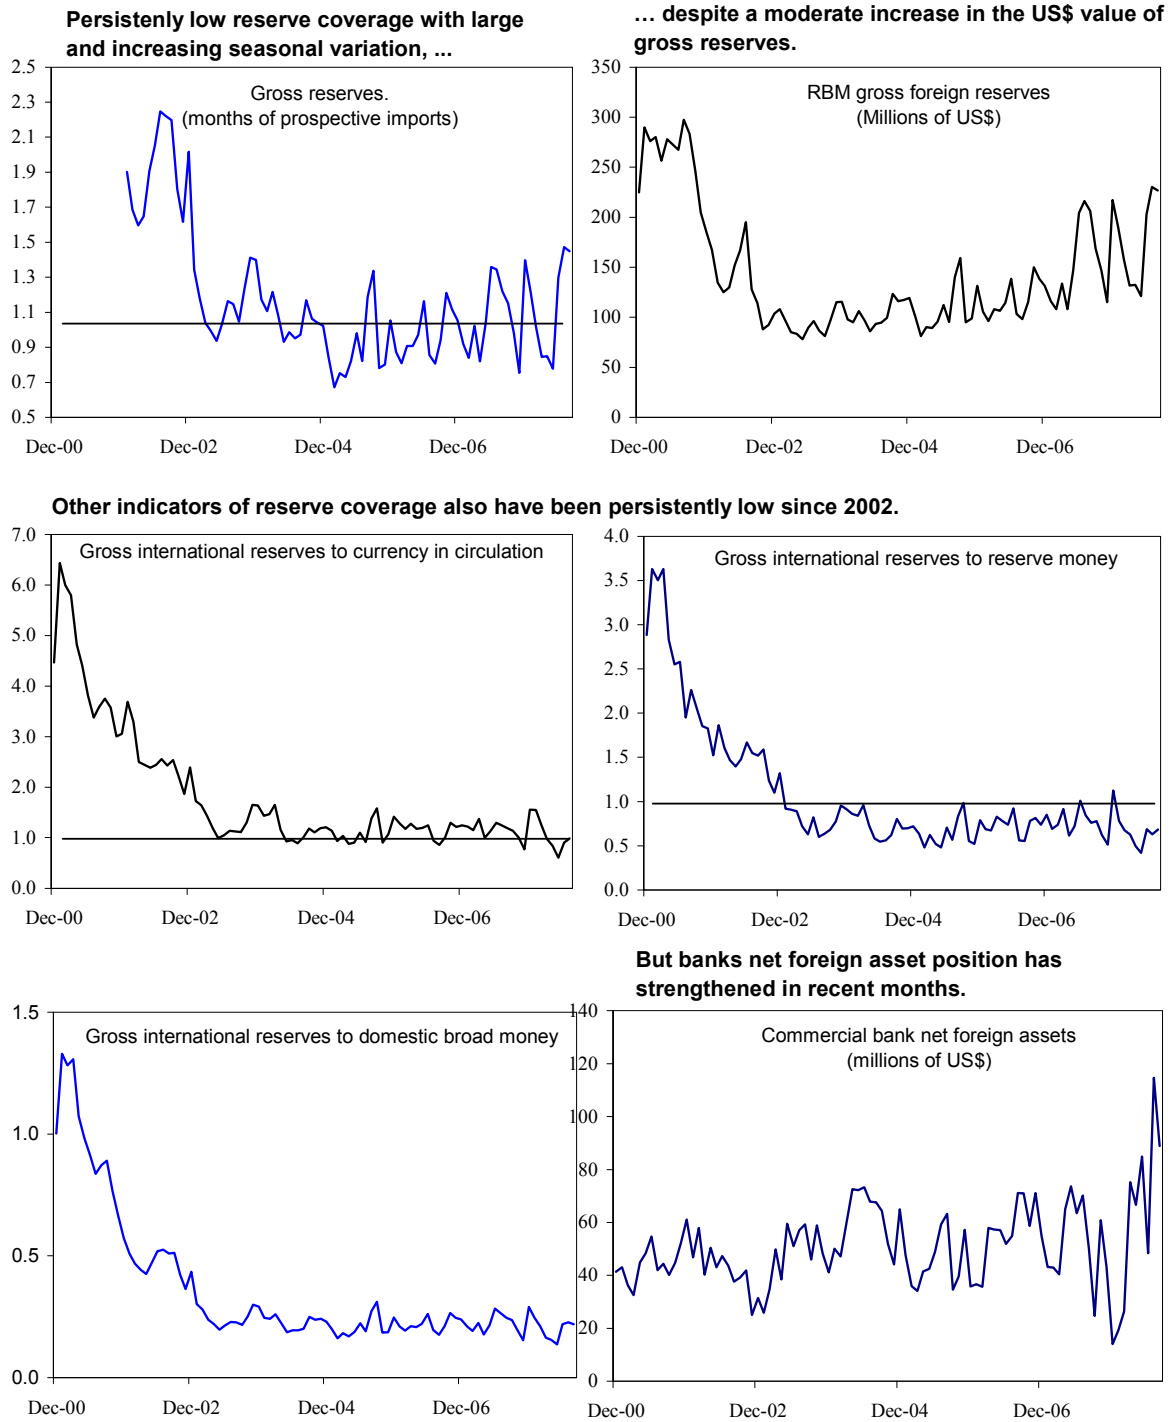 Persistenly low reserve coverage with large
and increasing seasonal variation, ...
2.5
2.3
2.1
1.9
1.7
1.5
1.3
1.1
0.9
0.7
0.5
Gross reserves.
(months of prospective imports)
Dec-00 Dec-02 Dec-04 Dec-06
... despite a moderate increase in the US$ value of
gross reserves.
350
300
250
200
150
100
50
0
RBM gross foreign reserves
(Millions of US$)
Dec-00 Dec-02 Dec-04 Dec-06
Other indicators of reserve coverage also have been persistently low since 2002.
7.0
6.0
5.0
4.0
3.0
2.0
1.0
0.0
Gross international reserves to currency in circulation
Dec-00 Dec-02 Dec-04 Dec-06
4.0
3.5
3.0
2.5
2.0
1.5
1.0
0.5
0.0
Gross international reserves to reserve money
Dec-00 Dec-02 Dec-04 Dec-06
1.5
1.0
0.5
0.0
Gross international reserves to domestic broad money
Dec-00 Dec-02 Dec-04 Dec-06
But banks net foreign asset position has
strengthened in recent months.
140
120
100
80
60
40
20
0
Commercial bank net foreign assets
(millions of US$)
Dec-00 Dec-02 Dec-04 Dec-06